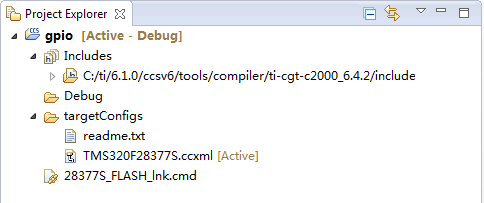 Project Explorer
CCS gpio [Active - Debug]
Includes
C:/ti/6.1.0/ccsv6/tools/compiler/ti-cgt-c2000_6.4.2/include
Debug
targetConfigs
readme.txt
TMS320F28377S.ccxml [Active]
28377S_FLASH_lnk.cmd